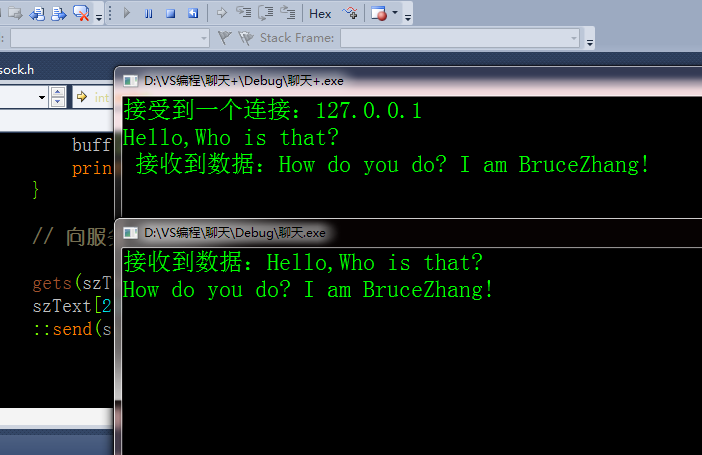 Hex
Stack Frame:
sock.h
int
D:\VS编程\聊天+\Debug\聊天+.exe
接受到一个连接：127.0.0.1
Hello,Who is that?
接收到数据：How do you do? I am BruceZhang!
buff
prin
}
// 向服
gets(szT
szText[2
::send(s
D:\VS编程\聊天\Debug\聊天.exe
接收到数据：Hello,Who is that?
How do you do? I am BruceZhang!